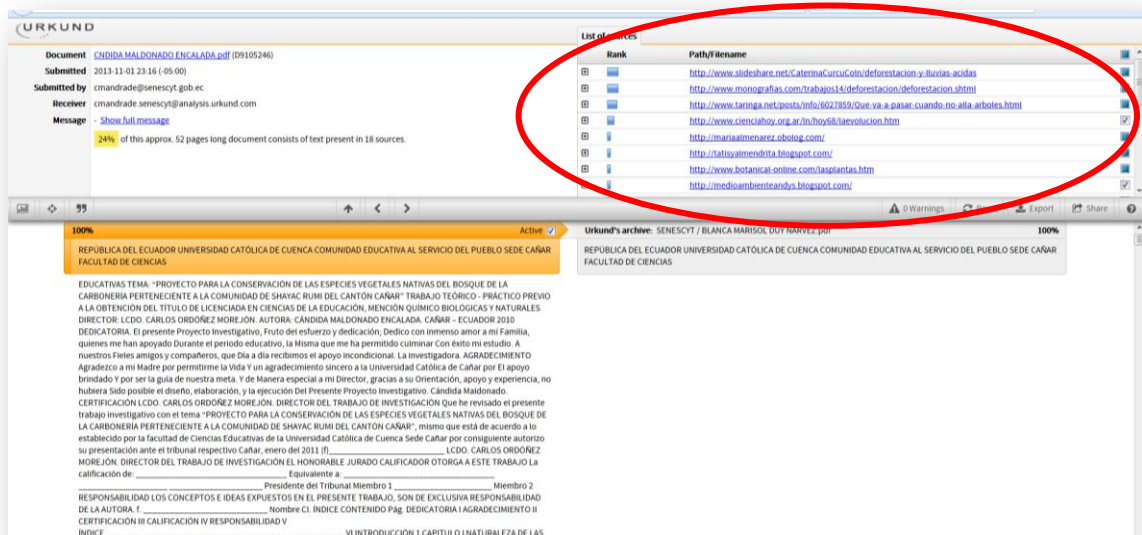 URKUND
Document CNDIDA MALDONADO ENCALADA.pdf (D9105246)
Submitted 2013-11-01 23:16 (-05:00)
Submitted by cmandrade@senescyt.gob.ec
Receiver cmandrade.senescyt@analysis.urkund.com
Message - Show full message
24% of this approx. 52 pages long document consists of text present in 18 sources.
List of sources
Rank Path/Filename
http://www.slideshare.net/CaterinaCurcuColn/deforestacion-y-lluvias-acidas
http://www.monografias.com/trabajos14/deforestacion/deforestacion.shtml
http://www.taringa.net/posts/info/6027859/Que-va-a-pasar-cuando-no-alla-arboles.html
http://www.cienciahoy.org.ar/ln/hoy68/laevolucion.htm
http://mariaalmenarez.obolog.com/
http://tatisyalmendrita.blogspot.com/
http://www.botanical-online.com/lasplantas.htm
http://medioambienteandys.blogspot.com/
0 Warnings Export Share
100% Active
REPÚBLICA DEL ECUADOR UNIVERSIDAD CATÓLICA DE CUENCA COMUNIDAD EDUCATIVA AL SERVICIO DEL PUEBLO SEDE CAÑAR
FACULTAD DE CIENCIAS
Urkund's archive: SENESCYT / BLANCA MARISOL DUY NARVEZ.pdf 100%
REPÚBLICA DEL ECUADOR UNIVERSIDAD CATÓLICA DE CUENCA COMUNIDAD EDUCATIVA AL SERVICIO DEL PUEBLO SEDE CAÑAR
FACULTAD DE CIENCIAS
EDUCATIVAS TEMA: "PROYECTO PARA LA CONSERVACIÓN DE LAS ESPECIES VEGETALES NATIVAS DEL BOSQUE DE LA
CARBONERÍA PERTENECIENTE A LA COMUNIDAD DE SHAYAC RUMI DEL CANTÓN CAÑAR" TRABAJO TEÓRICO - PRÁCTICO PREVIO
A LA OBTENCIÓN DEL TÍTULO DE LICENCIADA EN CIENCIAS DE LA EDUCACIÓN, MENCIÓN QUÍMICO BIOLÓGICAS Y NATURALES
DIRECTOR: LCDO. CARLOS ORDÓÑEZ MOREJÓN. AUTORA: CÁNDIDA MALDONADO ENCALADA. CAÑAR – ECUADOR 2010
DEDICATORIA. El presente Proyecto Investigativo, Fruto del esfuerzo y dedicación; Dedico con inmenso amor a mi Familia,
quienes me han apoyado Durante el periodo educativo, la Misma que me ha permitido culminar Con éxito mi estudio. A
nuestros Fieles amigos y compañeros, que Día a día recibimos el apoyo incondicional. La investigadora. AGRADECIMIENTO
Agradezco a mi Madre por permitirme la Vida Y un agradecimiento sincero a la Universidad Católica de Cañar por El apoyo
brindado Y por ser la guía de nuestra meta. Y de Manera especial a mi Director, gracias a su Orientación, apoyo y experiencia, no
hubiera Sido posible el diseño, elaboración, y la ejecución Del Presente Proyecto Investigativo. Cándida Maldonado.
CERTIFICACIÓN LCDO. CARLOS ORDÓÑEZ MOREJÓN. DIRECTOR DEL TRABAJO DE INVESTIGACIÓN Que he revisado el presente
trabajo investigativo con el tema "PROYECTO PARA LA CONSERVACIÓN DE LAS ESPECIES VEGETALES NATIVAS DEL BOSQUE DE
LA CARBONERÍA PERTENECIENTE A LA COMUNIDAD DE SHAYAC RUMI DEL CANTÓN CAÑAR", mismo que está de acuerdo a lo
establecido por la facultad de Ciencias Educativas de la Universidad Católica de Cuenca Sede Cañar por consiguiente autorizo
su presentación ante el tribunal respectivo Cañar, enero del 2011 (f)____________________ LCDO. CARLOS ORDÓÑEZ
MOREJÓN. DIRECTOR DEL TRABAJO DE INVESTIGACIÓN EL HONORABLE JURADO CALIFICADOR OTORGA A ESTE TRABAJO La
calificación de: ____________________ Equivalente a: ____________________
____________________ Presidente del Tribunal Miembro 1 ____________________ Miembro 2
RESPONSABILIDAD LOS CONCEPTOS E IDEAS EXPUESTOS EN EL PRESENTE TRABAJO, SON DE EXCLUSIVA RESPONSABILIDAD
DE LA AUTORA. f. ____________________ Nombre CI. ÍNDICE CONTENIDO Pág. DEDICATORIA I AGRADECIMIENTO II
CERTIFICACIÓN III CALIFICACIÓN IV RESPONSABILIDAD V
ÍNDICE ____________________ VI INTRODUCCIÓN 1 CAPITULO I NATURALEZA DE LAS